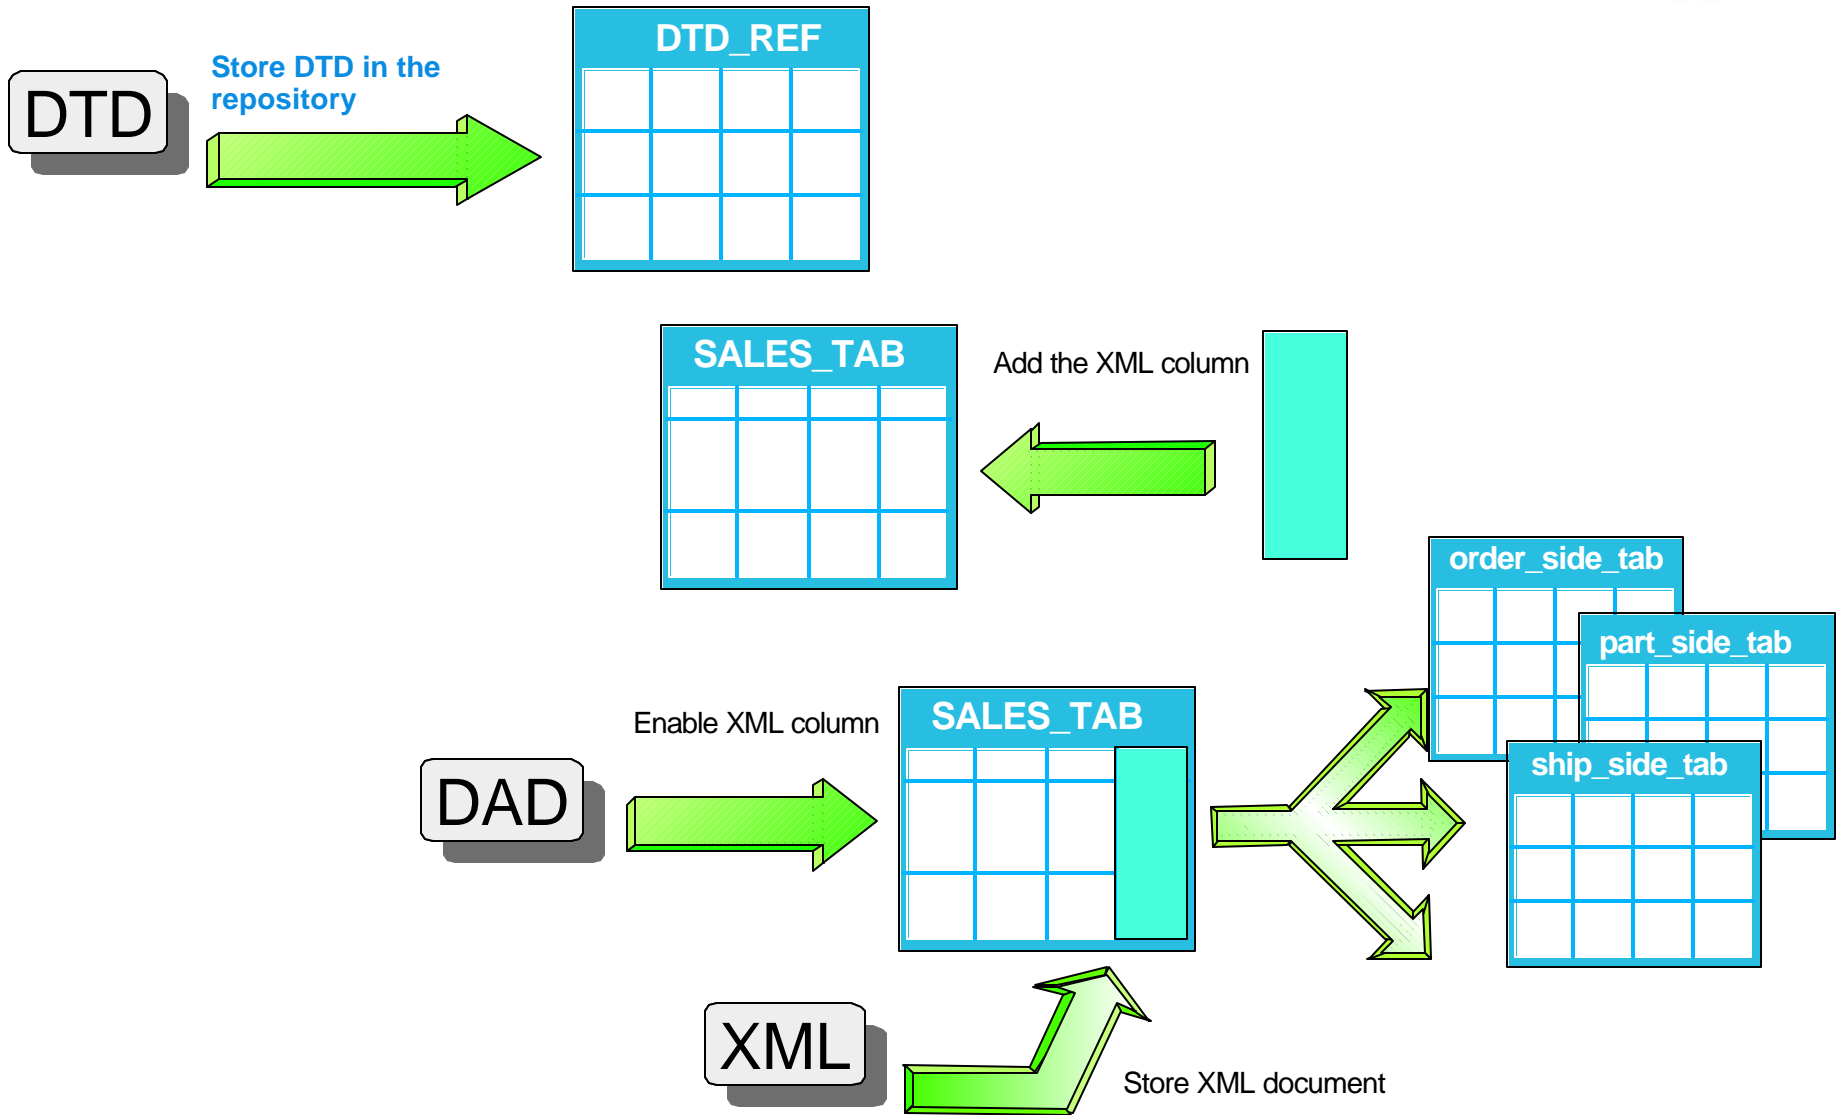 DTD_REF
Store DTD in the
repository
DTD
SALES_TAB
Add the XML column
order_side_tab
part_side_tab
Enable XML column
SALES_TAB
ship_side_tab
DAD
XML
Store XML document